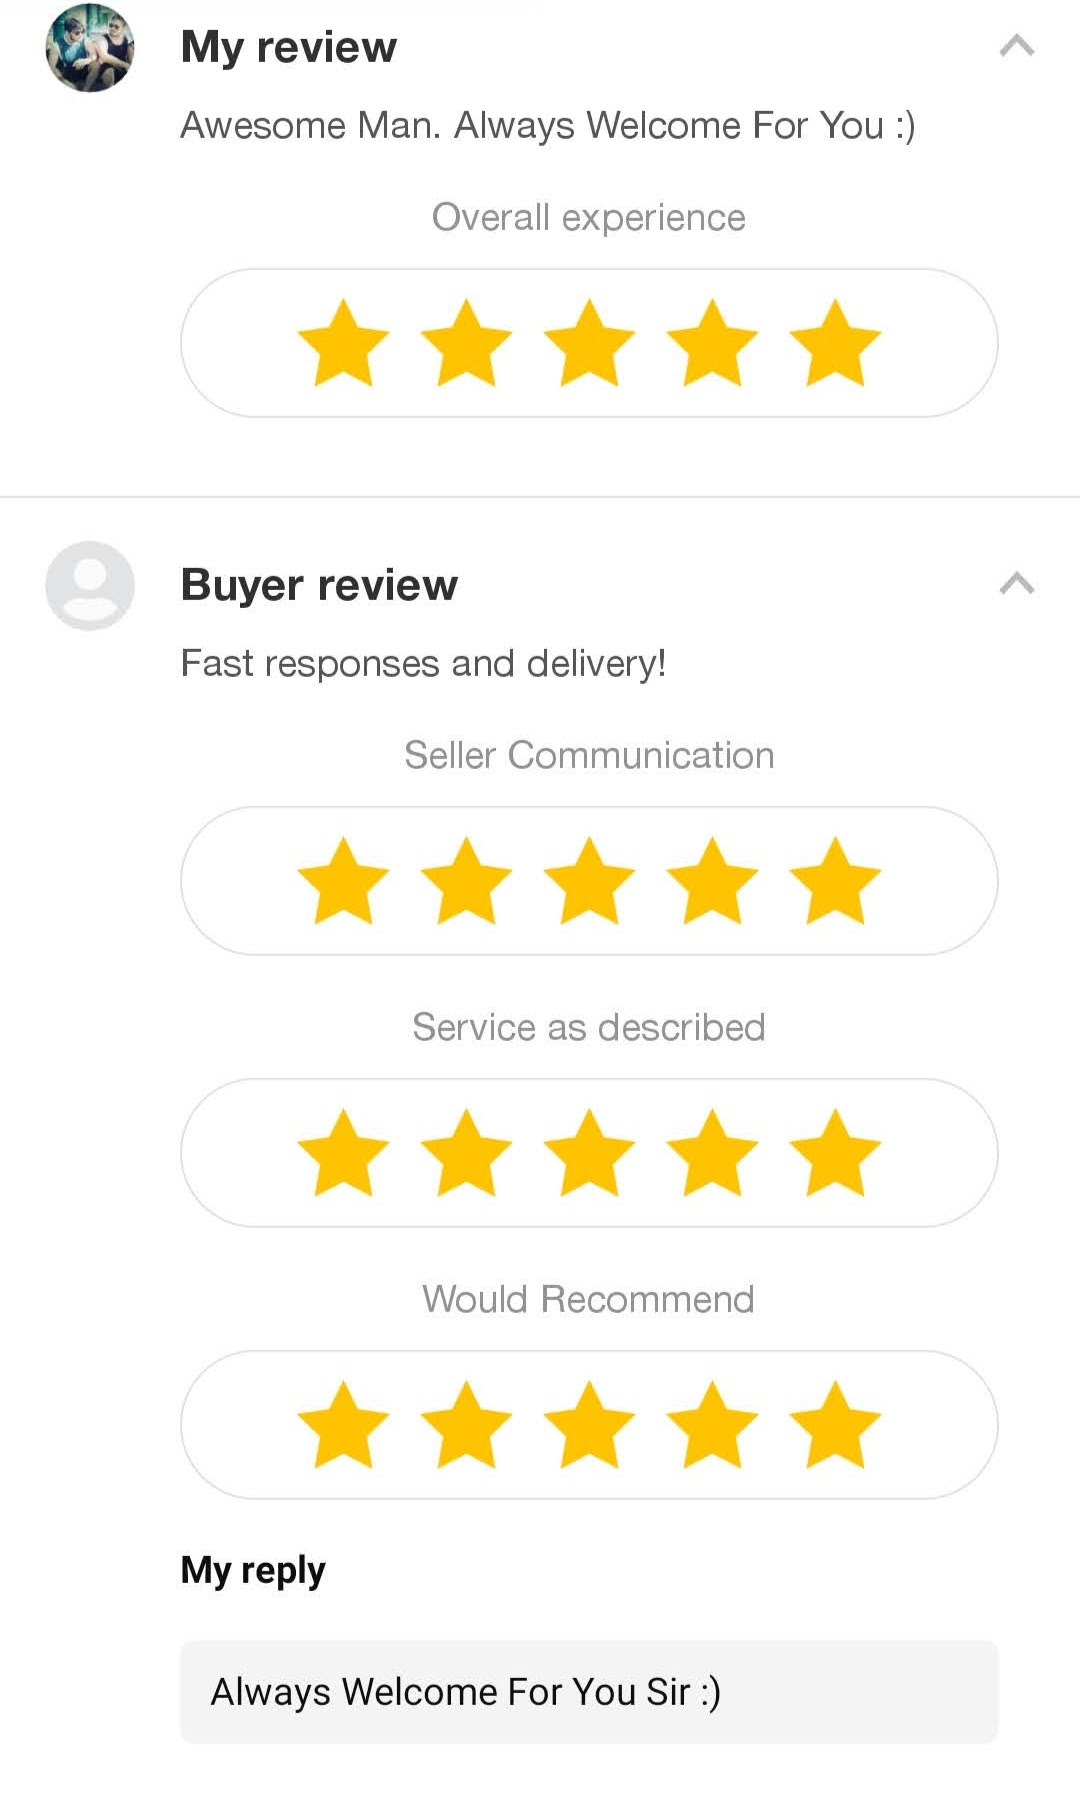 My review
Awesome Man. Always Welcome For You :)
Overall experience
Buyer review
Fast responses and delivery!
Seller Communication
Service as described
Would Recommend
My reply
Always Welcome For You Sir :)